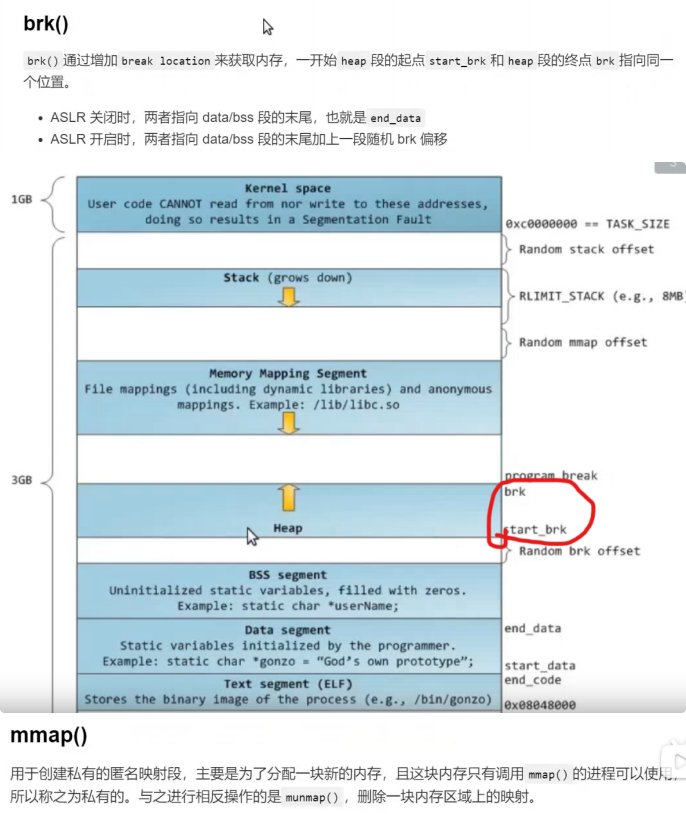 brk()
brk() 通过增加 break location 来获取内存，一开始 heap 段的起点 start_brk 和 heap 段的终点 brk 指向同一
个位置。
• ASLR 关闭时，两者指向 data/bss 段的末尾，也就是 end_data
• ASLR 开启时，两者指向 data/bss 段的末尾加上一段随机 brk 偏移
1GB
Kernel space
User code CANNOT read from nor write to these addresses,
doing so results in a Segmentation Fault
0xc0000000 == TASK_SIZE
Random stack offset
Stack (grows down)
RLIMIT_STACK (e.g., 8MB
Random mmap offset
Memory Mapping Segment
File mappings (including dynamic libraries) and anonymous
mappings. Example: /lib/libc.so
3GB
program break
brk
Heap
start_brk
Random brk offset
BSS segment
Uninitialized static variables, filled with zeros.
Example: static char *userName;
Data segment
end_data
Static variables initialized by the programmer.
Example: static char *gonzo = “God’s own prototype”;
start_data
Text segment (ELF)
end_code
Stores the binary image of the process (e.g., /bin/gonzo)
0x08048000
mmap()
用于创建私有的匿名映射段，主要是为了分配一块新的内存，且这块内存只有调用 mmap() 的进程可以使用，
所以称之为私有的。与之进行相反操作的是 munmap() ，删除一块内存区域上的映射。